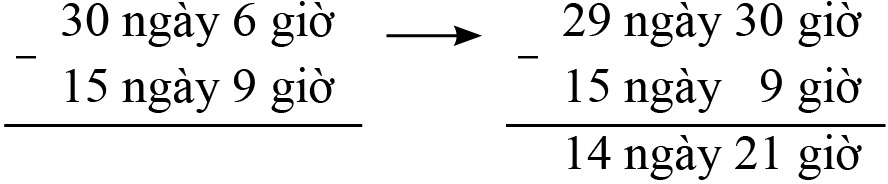 30 ngày 6 giờ
- 15 ngày 9 giờ
29 ngày 30 giờ
- 15 ngày 9 giờ
14 ngày 21 giờ